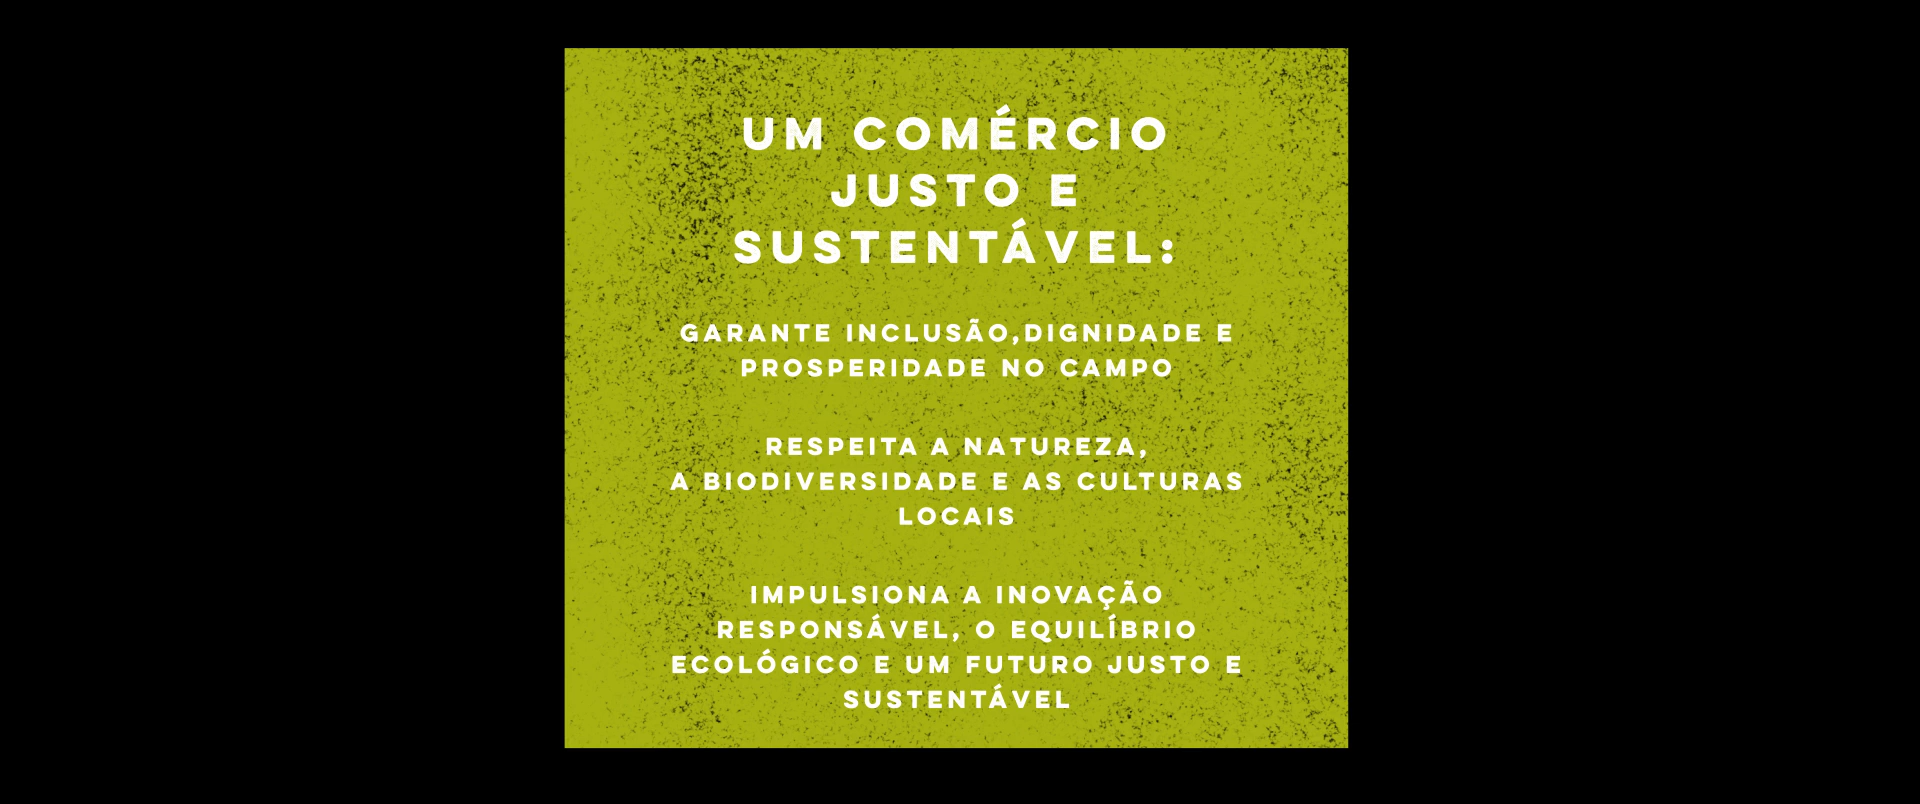 UM COMÉRCIO
JUSTO E
SUSTENTÁVEL:
GARANTE INCLUSÃO,DIGNIDADE E
PROSPERIDADE NO CAMPO
RESPEITA A NATUREZA,
A BIODIVERSIDADE E AS CULTURAS
LOCAIS
IMPULSIONA A INOVAÇÃO
RESPONSÁVEL, O EQUILÍBRIO
ECOLÓGICO E UM FUTURO JUSTO E
SUSTENTÁVEL